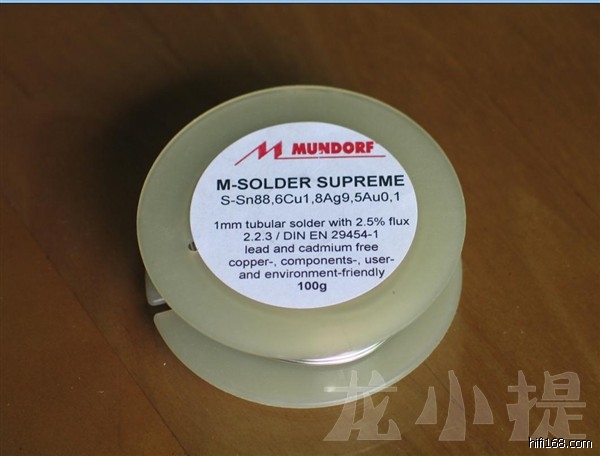 MUNDORF
M-SOLDER SUPREME
S-Sn88,6Cu1,8Ag9,5Au0,1
1mm tubular solder with 2.5% flux
2.2.3 / DIN EN 29454-1
lead and cadmium free
copper-, components-, user-
and environment-friendly
100g
龙小提
hifi168.com